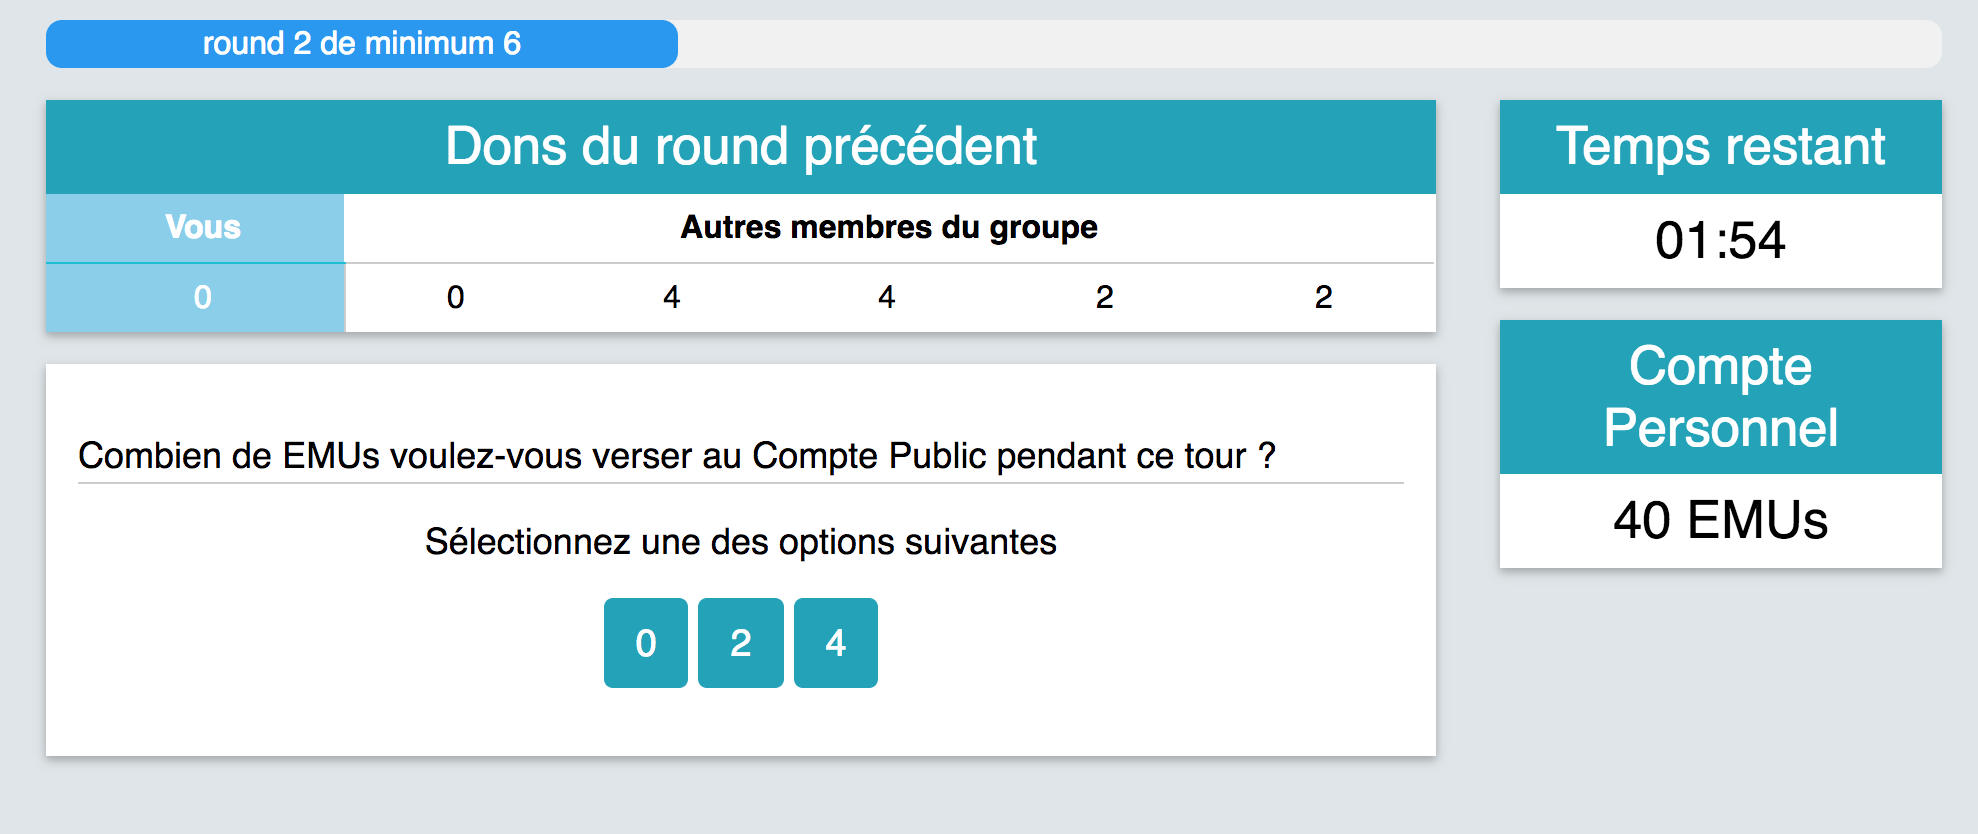 round 2 de minimum 6
Dons du round précédent
Vous Autres membres du groupe
0 0 4 4 2 2
Temps restant
01:54
Compte
Personnel
40 EMUs
Combien de EMUs voulez-vous verser au Compte Public pendant ce tour ?
Sélectionnez une des options suivantes
0 2 4